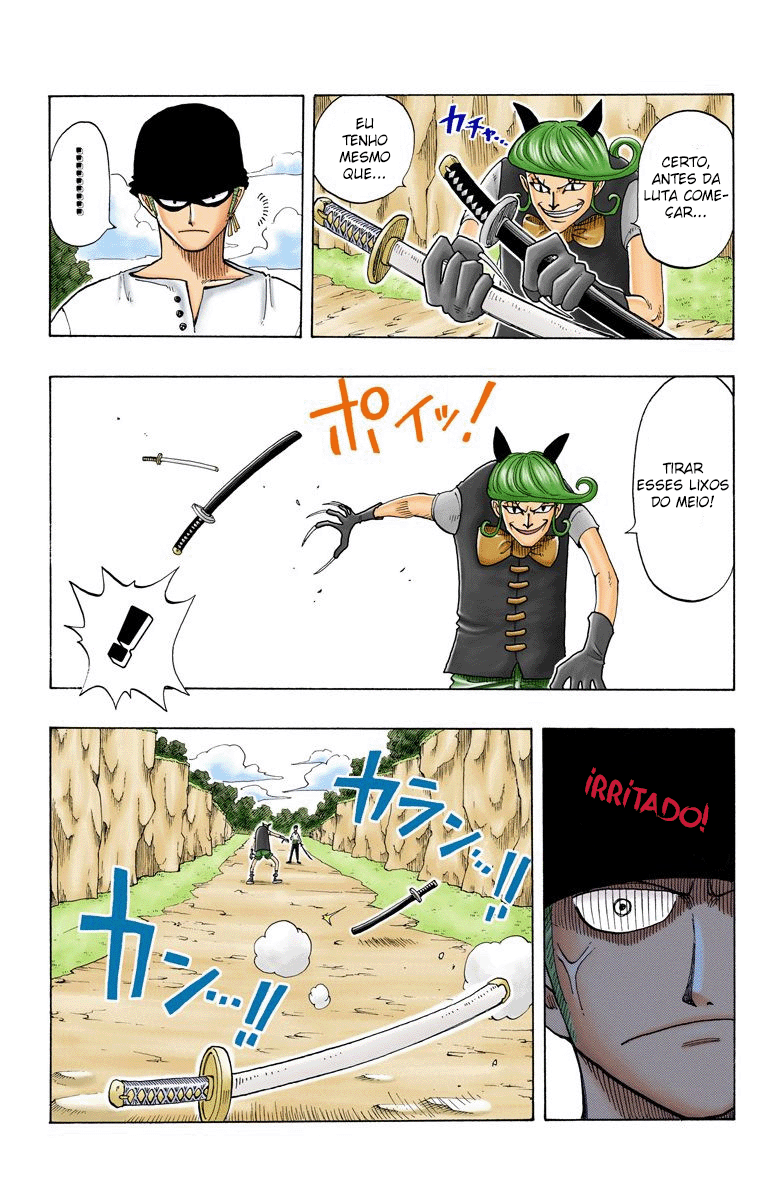 CERTO,
ANTES DA
LUTA COME-
ÇAR...
EU
TENHO
MESMO
QUE...
カチャ...
..........
TIRAR
ESSES LIXOS
DO MEIO!
ポイッ!
!
カラン...!!
カン...!!
iRRiTADO!